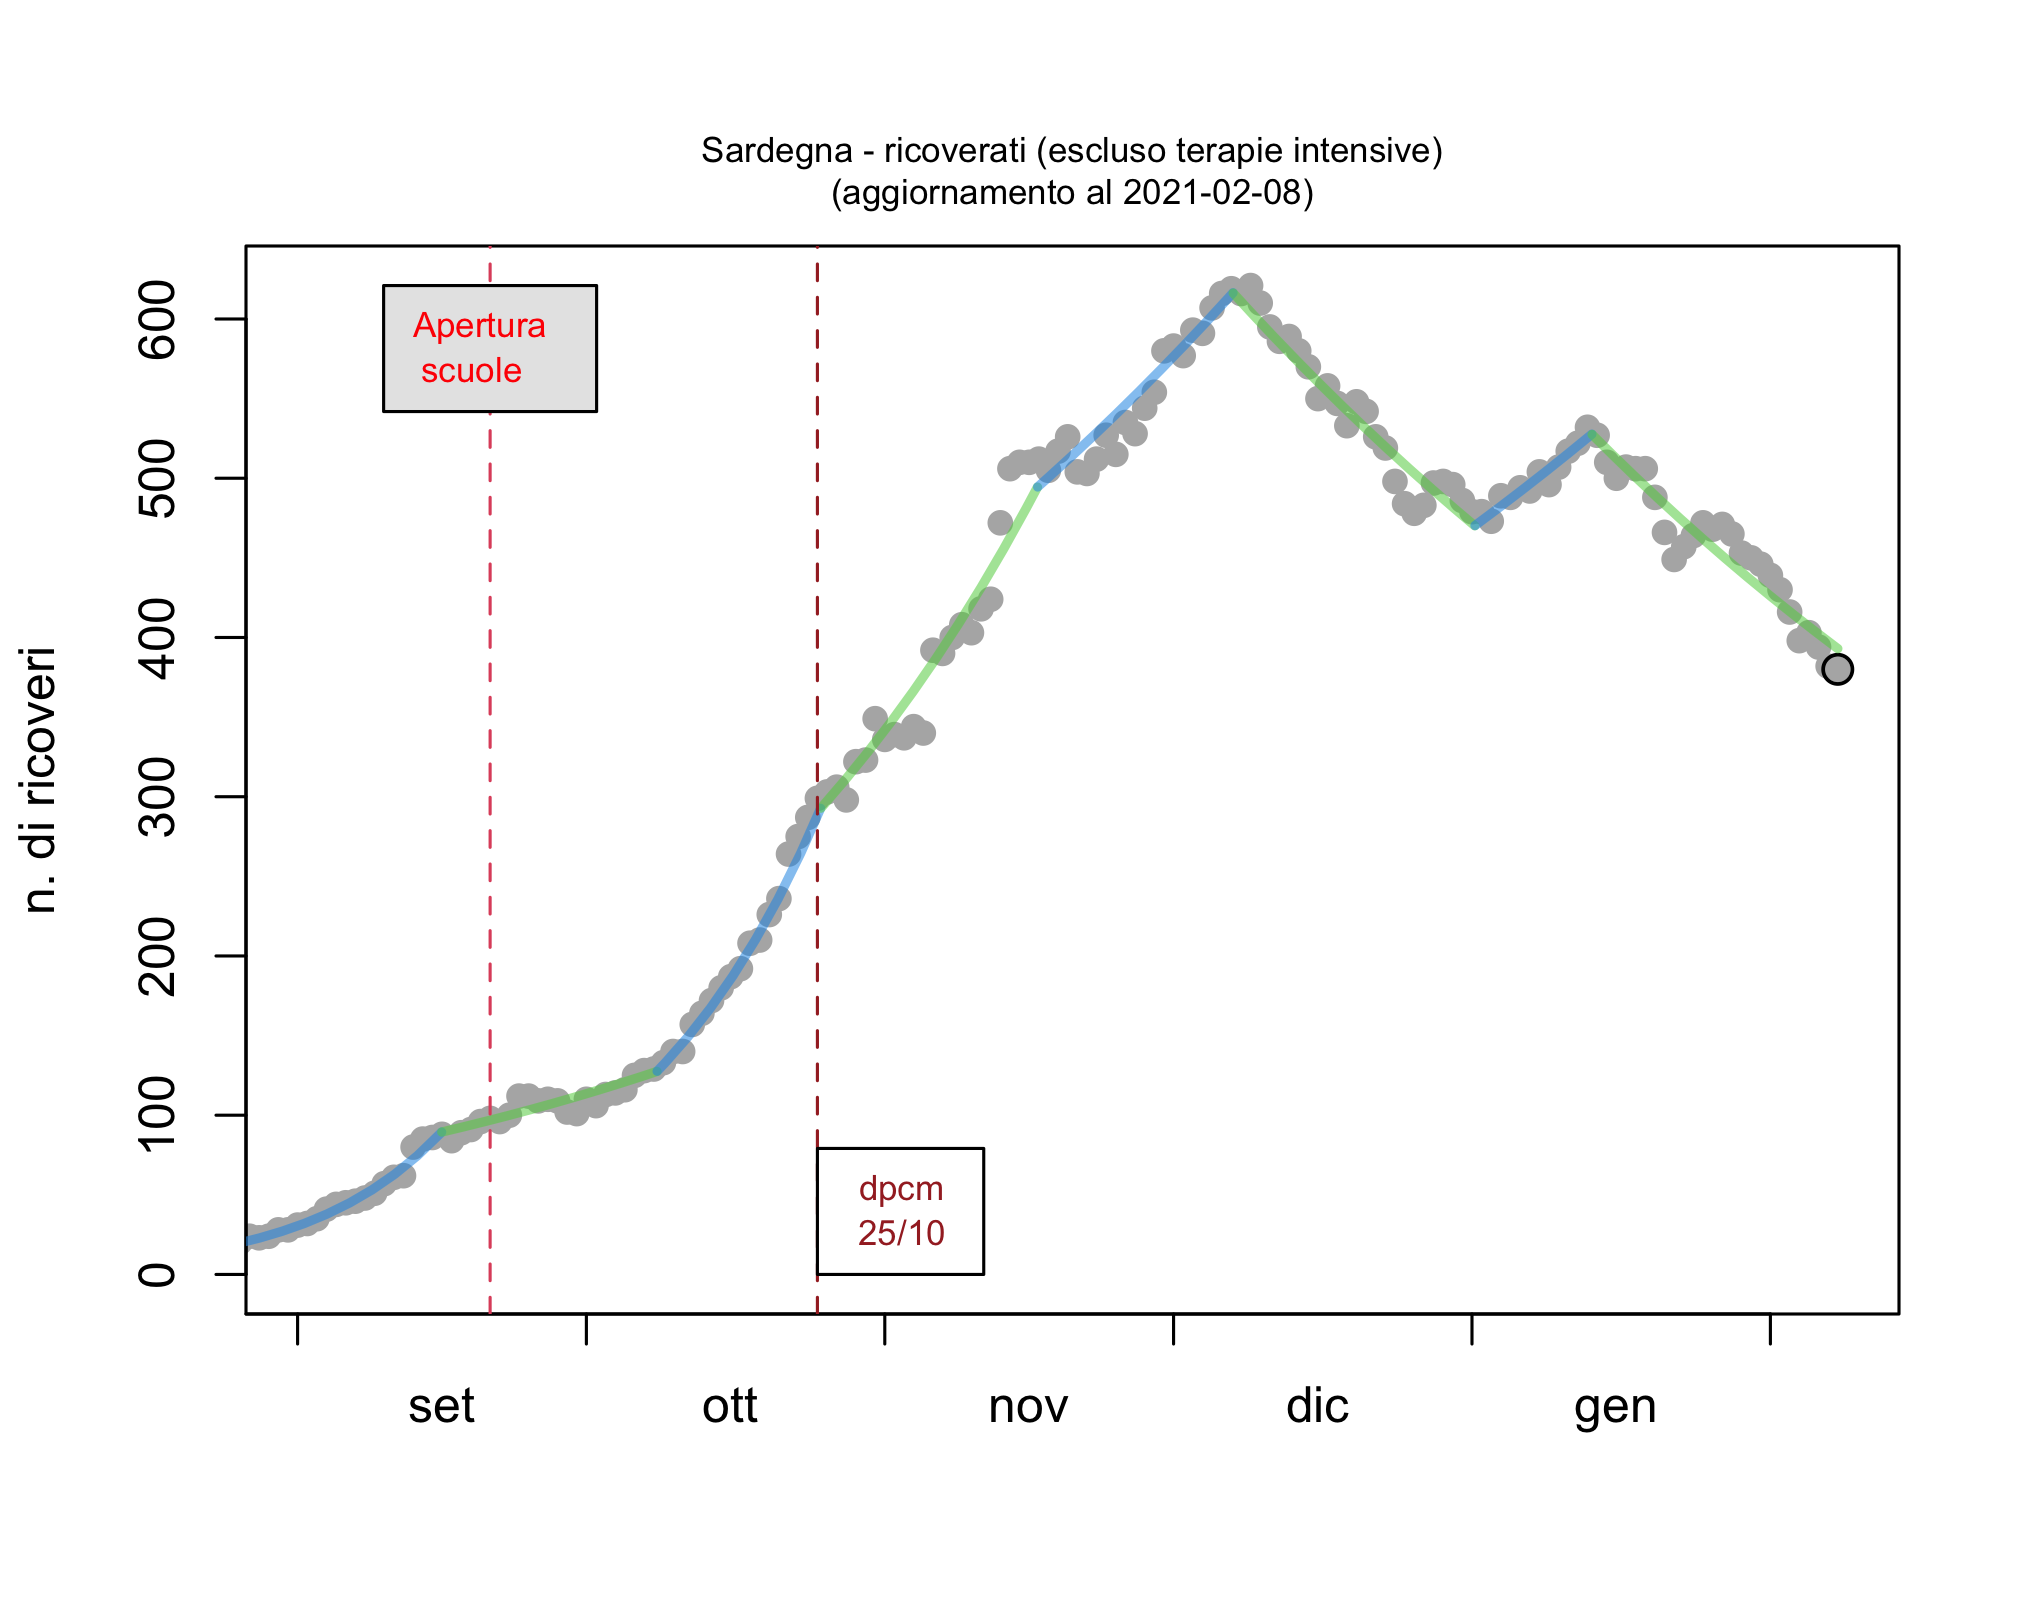 Sardegna - ricoverati (escluso terapie intensive)
(aggiornamento al 2021-02-08)
n. di ricoveri
600
500
400
300
200
100
0
Apertura
scuole
dpcm
25/10
set
ott
nov
dic
gen